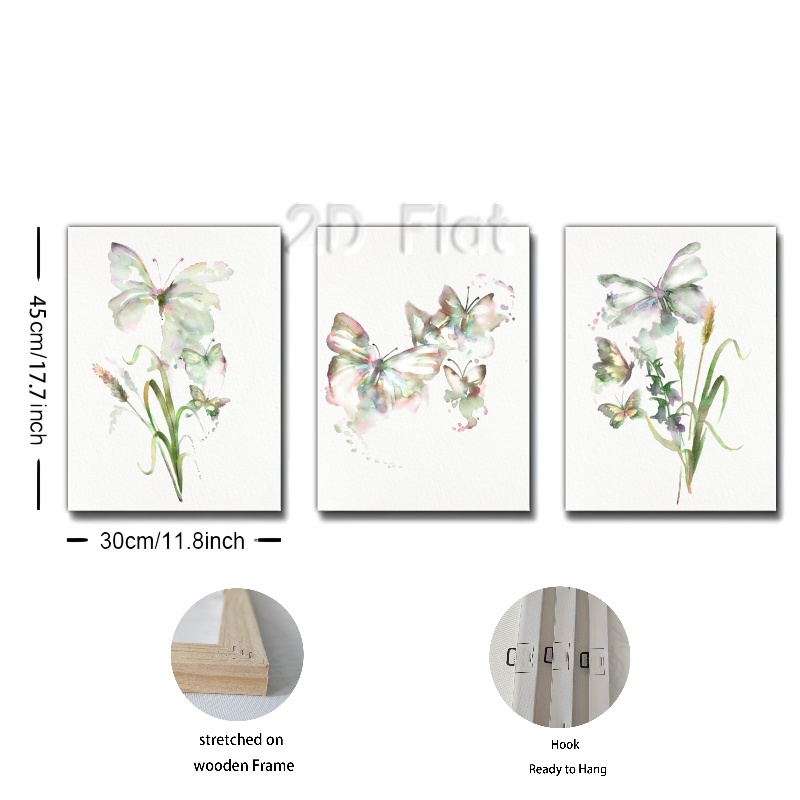 2D Flat
45cm/17.7inch
30cm/11.8inch
stretched on
wooden Frame
Hook
Ready to Hang